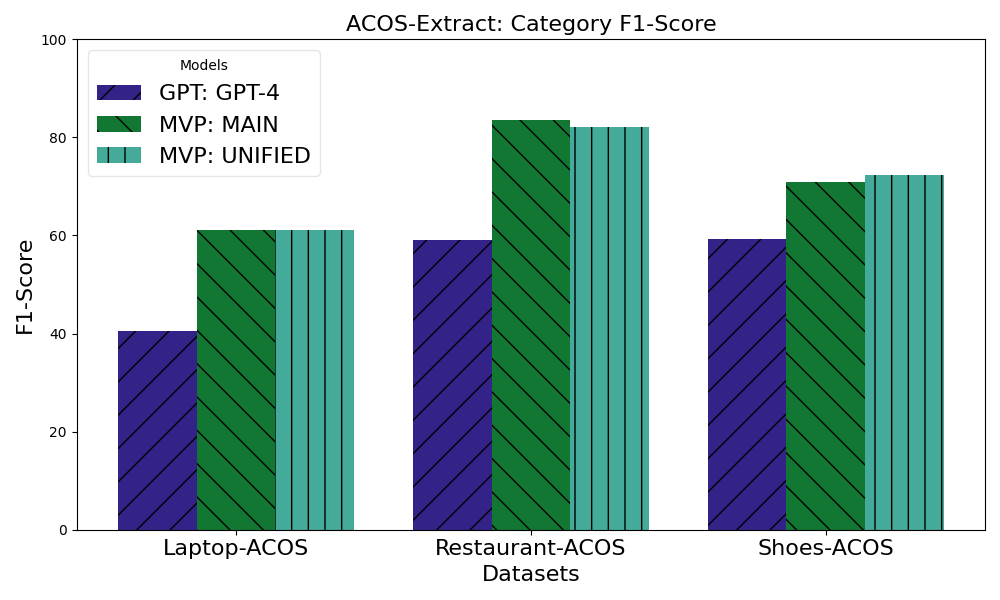 ACOS-Extract: Category F1-Score
100
80
60
40
20
0
F1-Score
Models
GPT: GPT-4
MVP: MAIN
MVP: UNIFIED
Laptop-ACOS
Restaurant-ACOS
Shoes-ACOS
Datasets